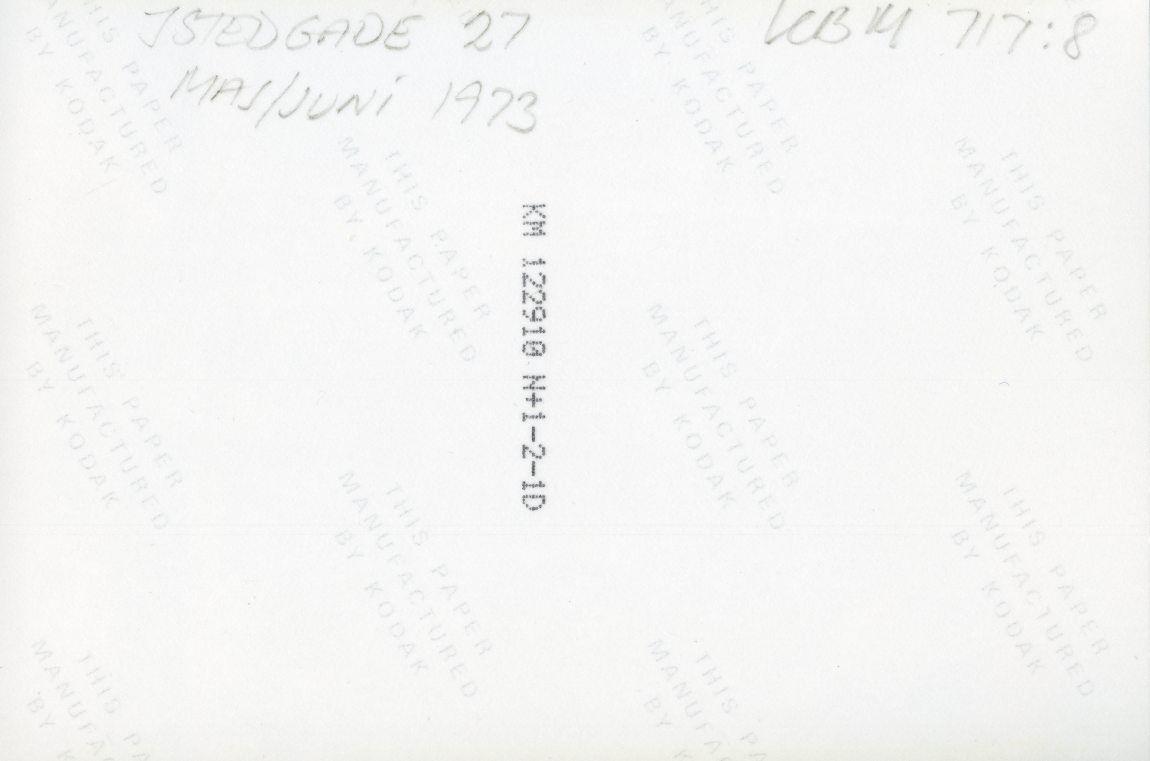 ISTEDGADE 27
KBM 717:8
MAJ/JUNI 1973
KM 122910 N+1-2-1D
THIS PAPER
MANUFACTURED
BY KODAK